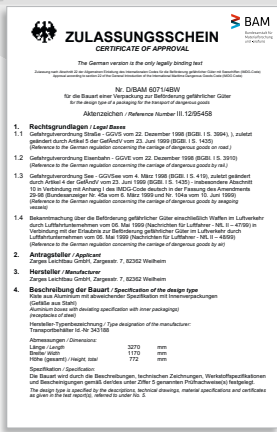 BAM
Bundesanstalt für
Materialforschung
und -prüfung
ZULASSUNGSSCHEIN
CERTIFICATE OF APPROVAL
The German version is the only legally binding text
Nr. D/BAM 6071/4BW
für die Bauart einer Verpackung zur Beförderung gefährlicher Güter
for the design type of a packaging for the transport of dangerous goods
Aktenzeichen / Reference Number III.12/95458
1. Rechtsgrundlagen / Legal Bases
1.1 Gefahrgutverordnung Straße - GGVS vom 22. Dezember 1998 (BGBl. I S. 3994), ), zuletzt
geändert durch Artikel 5 der GefÄndV vom 23. Juni 1999 (BGBl. I S. 1435)
(Reference to the German regulation concerning the carriage of dangerous goods on road.)
1.2 Gefahrgutverordnung Eisenbahn - GGVE vom 22. Dezember 1998 (BGBl. I S. 3910)
(Reference to the German regulation concerning the carriage of dangerous goods by rail.)
1.3 Gefahrgutverordnung See - GGVSee vom 4. März 1998 (BGBl. I S. 419), zuletzt geändert
durch Artikel 4 der GefÄndV vom 23. Juni 1999 (BGBl. I S. 1435) - insbesondere Abschnitt
10 in Verbindung mit Anhang I des IMDG-Code deutsch in der Fassung des Amendments
29-98 (Bundesanzeiger Nr. 45a vom 6. März 1999 und Nr. 104a vom 10. Juni 1999)
(Reference to the German regulation concerning the carriage of dangerous goods by seagoing
vessels)
1.4 Bekanntmachung über die Beförderung gefährlicher Güter einschließlich Waffen im Luftverkehr
durch Luftfahrtunternehmen vom 06. Mai 1999 (Nachrichten für Luftfahrer - NfL II – 47/99) in
Verbindung mit der Erlaubnis zur Beförderung gefährlicher Güter im Luftverkehr durch
Luftfahrtunternehmen vom 06. Mai 1999 (Nachrichten für Luftfahrer - NfL II – 48/99)
(Reference to the German regulation concerning the carriage of dangerous goods by air)
2. Antragsteller / Applicant
Zarges Leichtbau GmbH, Zargesstr. 7, 82362 Weilheim
3. Hersteller / Manufacturer
Zarges Leichtbau GmbH, Zargesstr. 7, 82362 Weilheim
4. Beschreibung der Bauart / Specification of the design type
Kiste aus Aluminium mit abweichender Spezifikation mit Innenverpackungen
(Gefäße aus Stahl)
Aluminium boxes with deviating specification with inner packaging)
(receptacles of steel)
Hersteller-Typbezeichnung / Type designation of the manufacturer:
Transportbehälter Id.-Nr 343188
Abmessungen / Dimensions:
Länge / Length 3270 mm
Breite/ Width 1170 mm
Höhe (gesamt) / Height, total 772 mm
Spezifikation / Specification:
Die Bauart wird durch die Beschreibungen, technischen Zeichnungen, Werkstoffspezifikationen
und Bescheinigungen gemäß der/des unter Ziffer 5 genannten Prüfnachweise(s) festgelegt.
The design type is specified by the descriptions, technical drawings, material specifications and certificates
as given in the test report(s), referred to under No. 5.